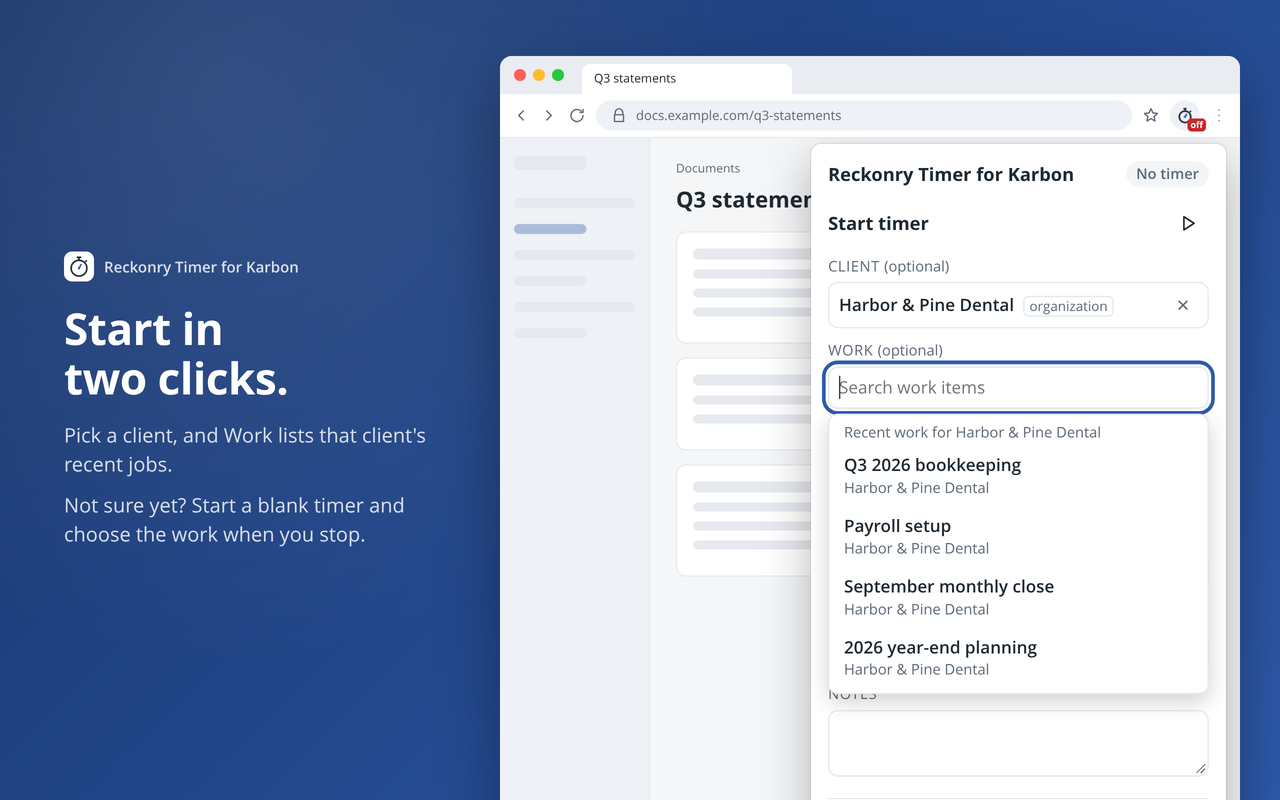 Reckonry Timer for Karbon
Start in
two clicks.
Pick a client, and Work lists that client's
recent jobs.
Not sure yet? Start a blank timer and
choose the work when you stop.
Q3 statements
docs.example.com/q3-statements
off
Documents
Q3 statemen
Reckonry Timer for Karbon
No timer
Start timer
CLIENT (optional)
Harbor & Pine Dental organization
WORK (optional)
Search work items
Recent work for Harbor & Pine Dental
Q3 2026 bookkeeping
Harbor & Pine Dental
Payroll setup
Harbor & Pine Dental
September monthly close
Harbor & Pine Dental
2026 year-end planning
Harbor & Pine Dental
NOTES